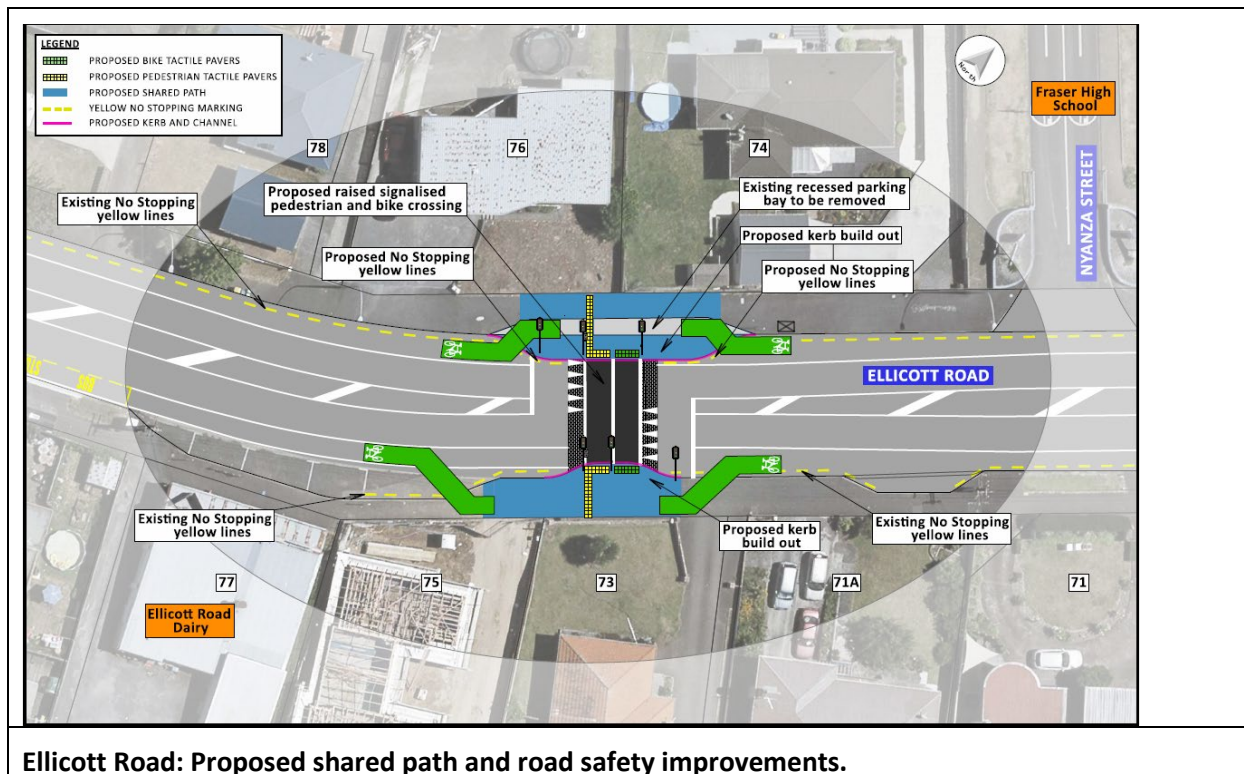 LEGEND
PROPOSED BIKE TACTILE PAVERS
PROPOSED PEDESTRIAN TACTILE PAVERS
PROPOSED SHARED PATH
YELLOW NO STOPPING MARKING
PROPOSED KERB AND CHANNEL
North
Fraser High
School
NYANZA STREET
78
76
74
Existing No Stopping
yellow lines
Proposed raised signalised
pedestrian and bike crossing
Existing recessed parking
bay to be removed
Proposed kerb build out
Proposed No Stopping
yellow lines
Proposed No Stopping
yellow lines
ELLICOTT ROAD
BUS
Existing No Stopping
yellow lines
Proposed kerb
build out
Existing No Stopping
yellow lines
77
75
73
71A
71
Ellicott Road
Dairy
Ellicott Road: Proposed shared path and road safety improvements.